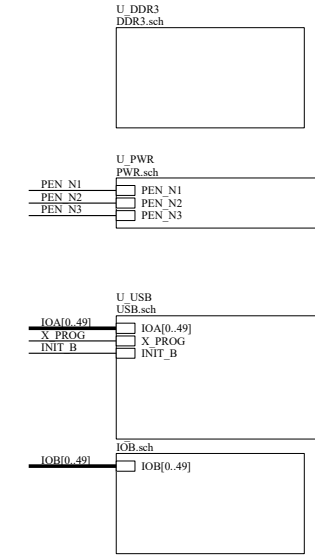 U_DDR3
DDR3.sch
U_PWR
PWR.sch
PEN_N1 PEN_N1
PEN_N2 PEN_N2
PEN_N3 PEN_N3
U_USB
USB.sch
IOA[0..49] IOA[0..49]
X_PROG X_PROG
INIT_B INIT_B
IOB.sch
IOB[0..49] IOB[0..49]